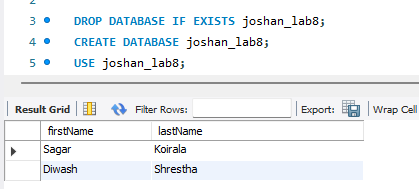 3 DROP DATABASE IF EXISTS joshan_lab8;
4 CREATE DATABASE joshan_lab8;
5 USE joshan_lab8;
Result Grid Filter Rows: Export: Wrap Cell
firstName lastName
Sagar Koirala
Diwash Shrestha